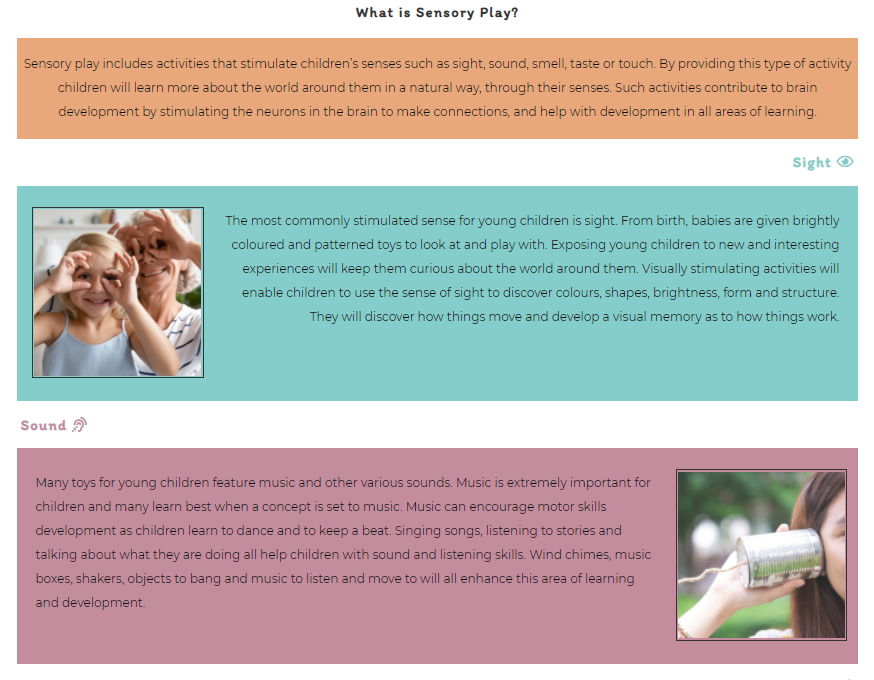 What is Sensory Play?
Sensory play includes activities that stimulate children's senses such as sight, sound, smell, taste or touch. By providing this type of activity
children will learn more about the world around them in a natural way, through their senses. Such activities contribute to brain
development by stimulating the neurons in the brain to make connections, and help with development in all areas of learning.
Sight
The most commonly stimulated sense for young children is sight. From birth, babies are given brightly
coloured and patterned toys to look at and play with. Exposing young children to new and interesting
experiences will keep them curious about the world around them. Visually stimulating activities will
enable children to use the sense of sight to discover colours, shapes, brightness, form and structure.
They will discover how things move and develop a visual memory as to how things work.
Sound
Many toys for young children feature music and other various sounds. Music is extremely important for
children and many learn best when a concept is set to music. Music can encourage motor skills
development as children learn to dance and to keep a beat. Singing songs, listening to stories and
talking about what they are doing all help children with sound and listening skills. Wind chimes, music
boxes, shakers, objects to bang and music to listen and move to will all enhance this area of learning
and development.